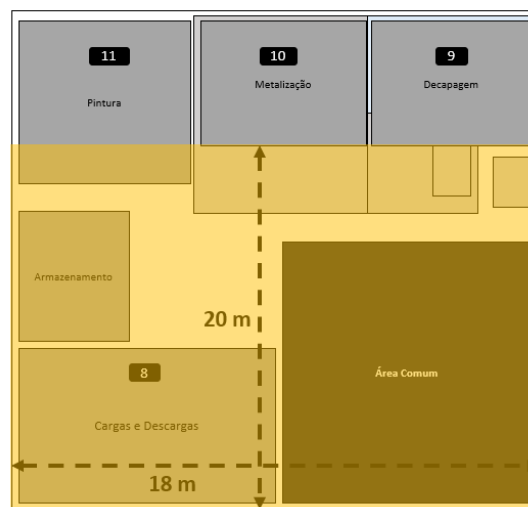 11
Pintura
10
Metalização
9
Decapagem
Armazenamento
20 m
8
Cargas e Descargas
Área Comum
18 m